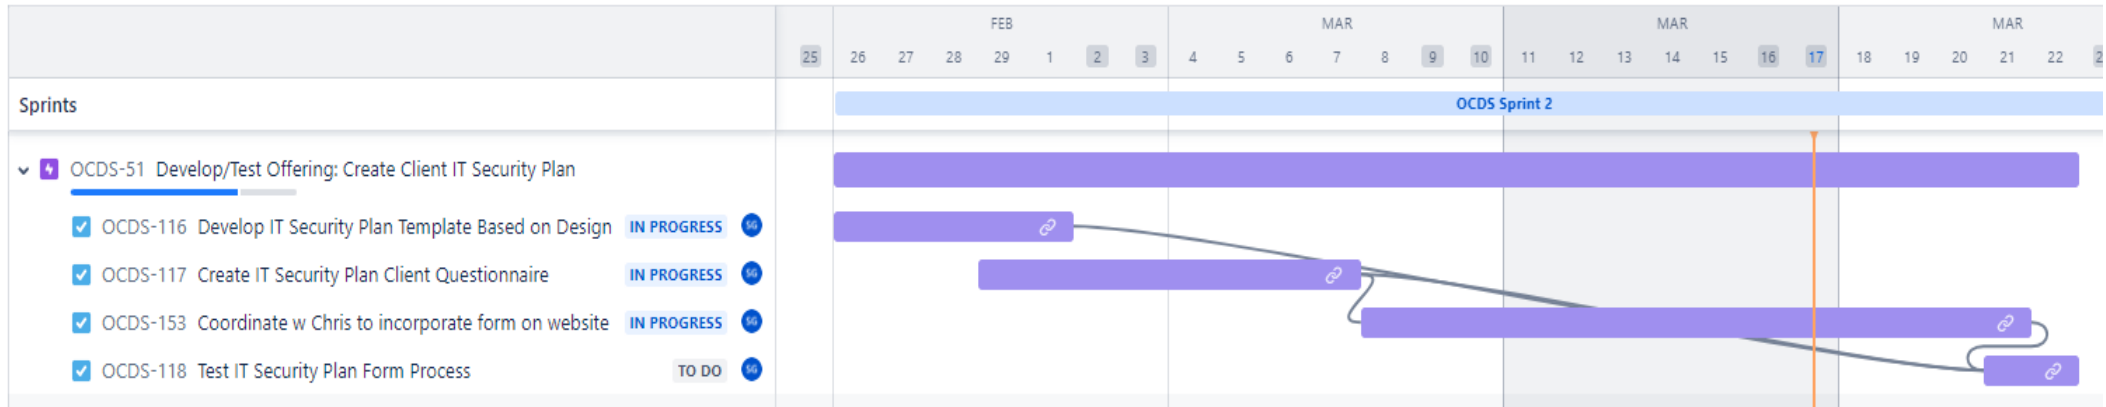 FEB MAR MAR MAR
25 26 27 28 29 1 2 3 4 5 6 7 8 9 10 11 12 13 14 15 16 17 18 19 20 21 22
Sprints OCDS Sprint 2
OCDS-51 Develop/Test Offering: Create Client IT Security Plan
OCDS-116 Develop IT Security Plan Template Based on Design IN PROGRESS SG
OCDS-117 Create IT Security Plan Client Questionnaire IN PROGRESS SG
OCDS-153 Coordinate w Chris to incorporate form on website IN PROGRESS SG
OCDS-118 Test IT Security Plan Form Process TO DO SG